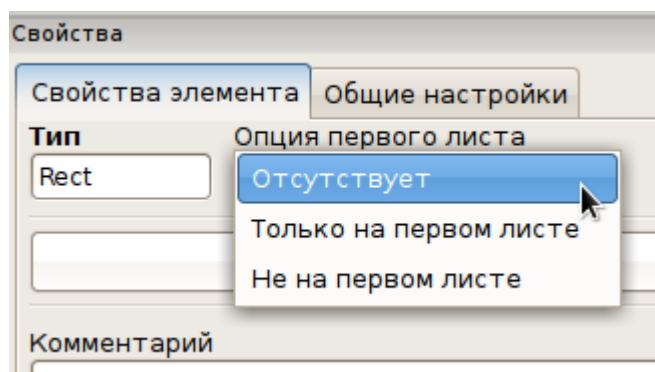 Свойства
Свойства элемента Общие настройки
Тип Опция первого листа
Rect Отсутствует
Только на первом листе
Не на первом листе
Комментарий